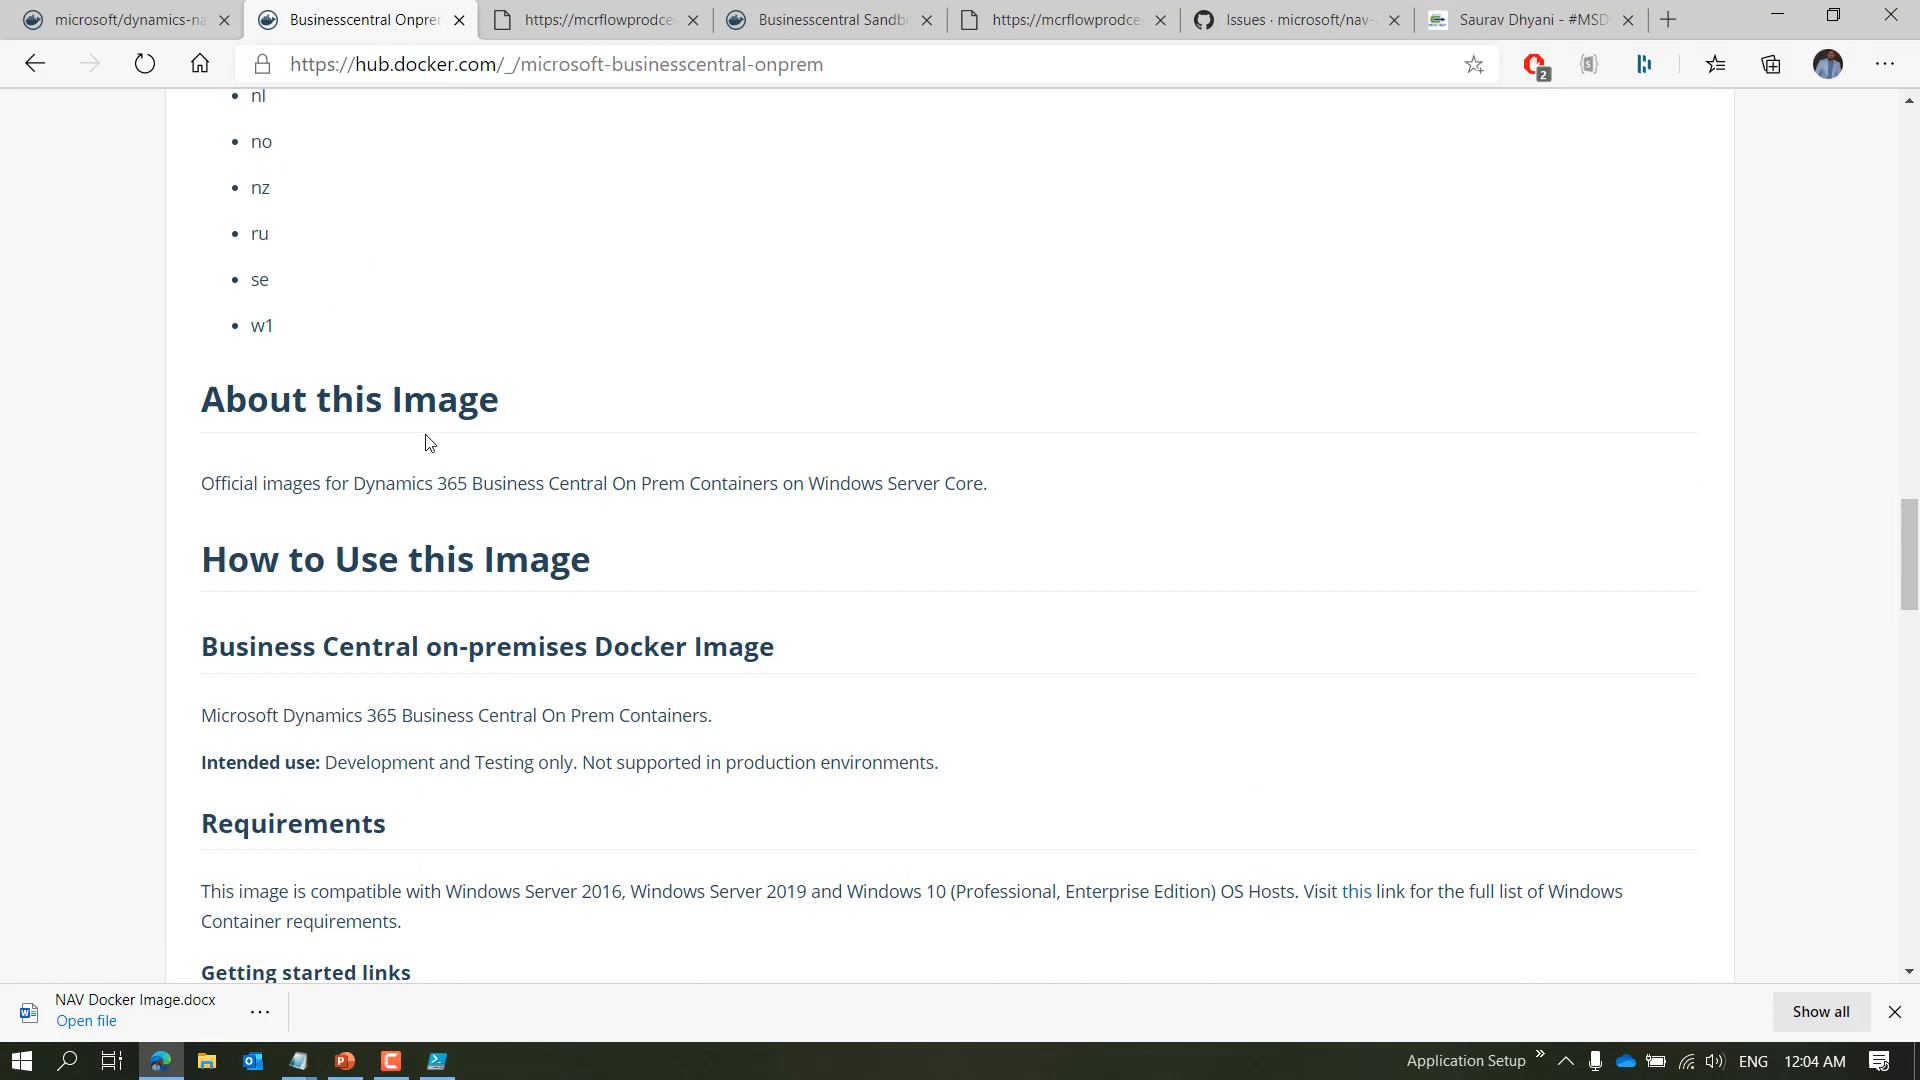 microsoft/dynamics-na
Businesscentral Onprem
https://mcrflowprodce
Businesscentral Sandbo
https://mcrflowprodce
Issues · microsoft/nav-
Saurav Dhyani - #MSD
https://hub.docker.com/_/microsoft-businesscentral-onprem
2
nl
no
nz
ru
se
w1
About this Image
Official images for Dynamics 365 Business Central On Prem Containers on Windows Server Core.
How to Use this Image
Business Central on-premises Docker Image
Microsoft Dynamics 365 Business Central On Prem Containers.
Intended use: Development and Testing only. Not supported in production environments.
Requirements
This image is compatible with Windows Server 2016, Windows Server 2019 and Windows 10 (Professional, Enterprise Edition) OS Hosts. Visit this link for the full list of Windows
Container requirements.
Getting started links
NAV Docker Image.docx
Open file
Show all
Application Setup
ENG
12:04 AM